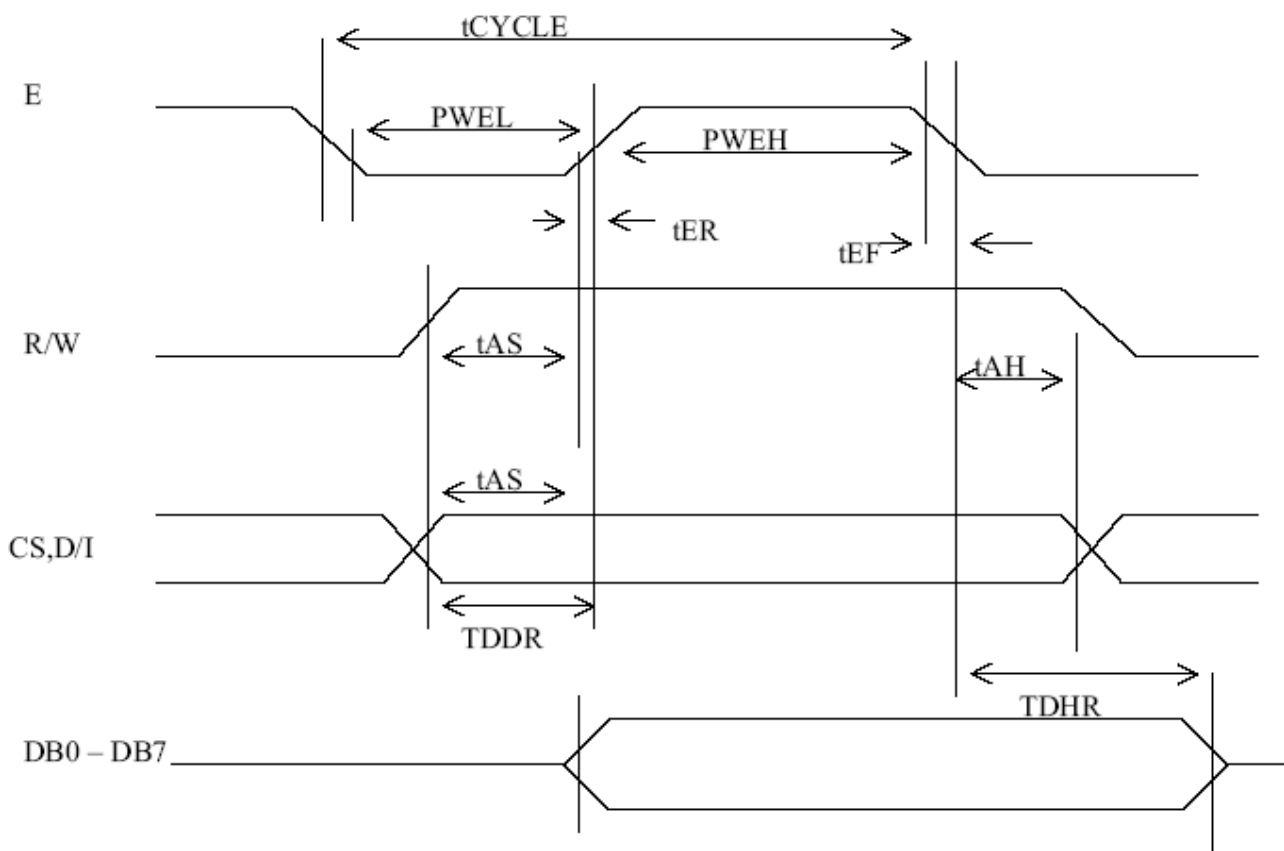 tCYCLE
E
PWEL
PWEH
tER
tEF
R/W
tAS
tAH
tAS
CS,D/I
TDDR
TDHR
DB0 – DB7